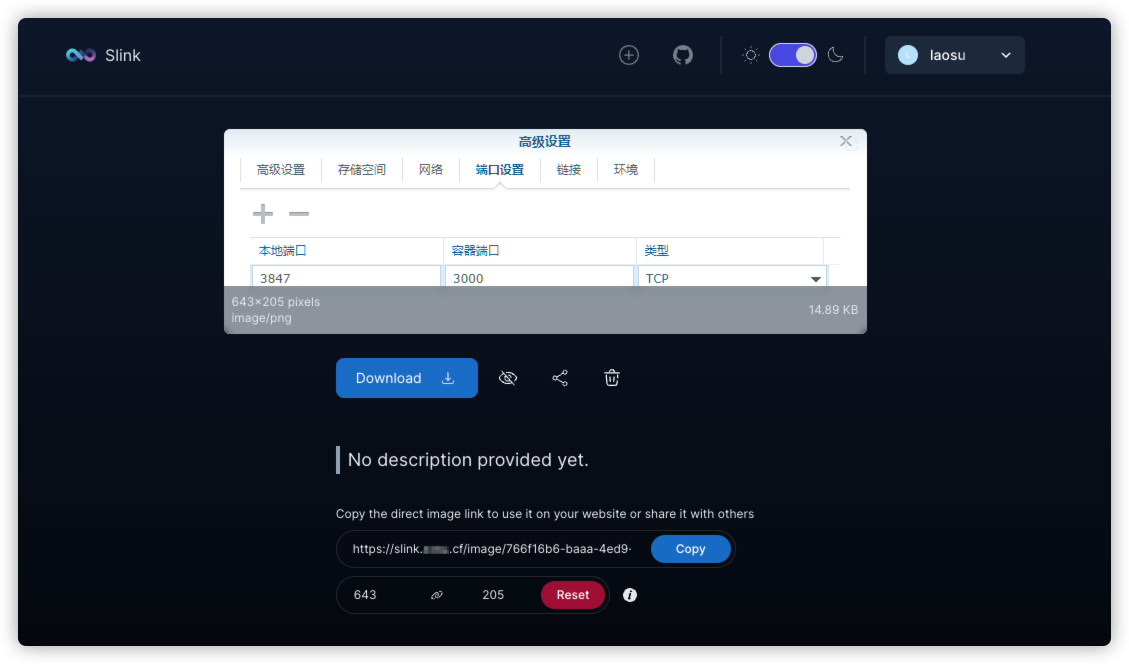 Slink
laosu
高级设置
高级设置 存储空间 网络 端口设置 链接 环境
本地端口 容器端口 类型
3847 3000 TCP
643×205 pixels
image/png
14.89 KB
Download
No description provided yet.
Copy the direct image link to use it on your website or share it with others
https://slink. .cf/image/766f16b6-baaa-4ed9- Copy
643 205 Reset